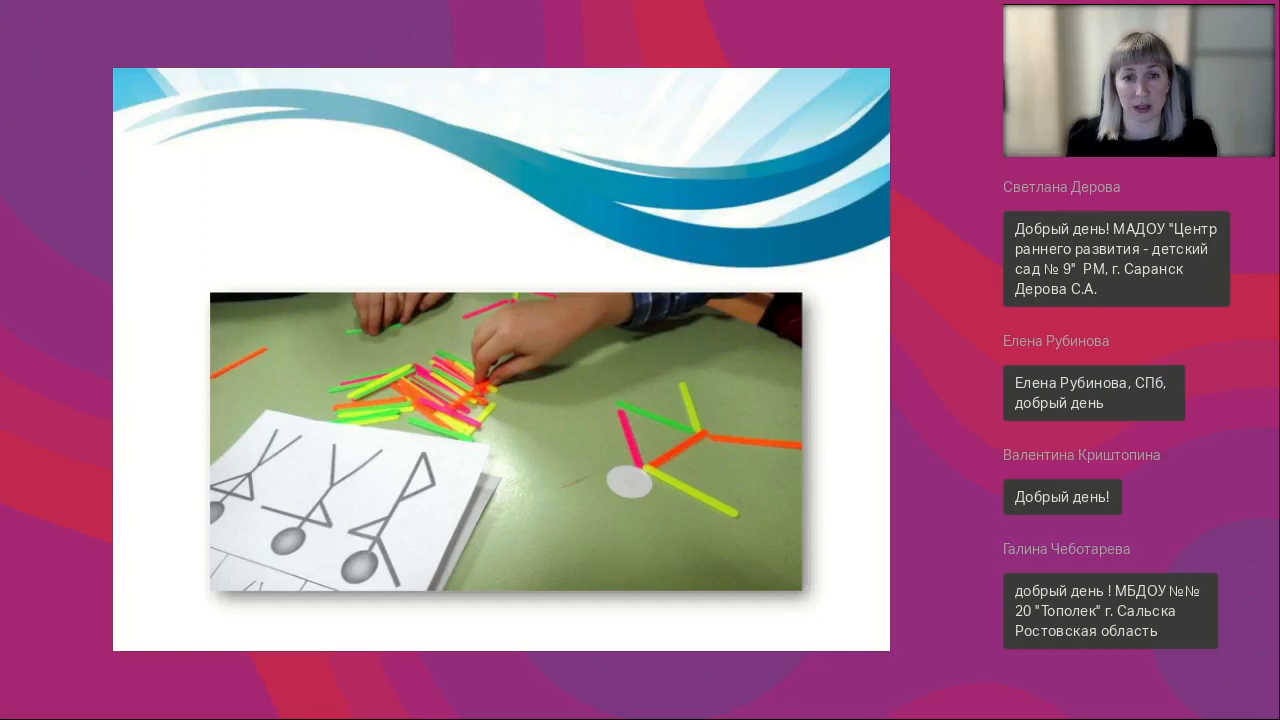 Светлана Дерова
Добрый день! МАДОУ "Центр
раннего развития - детский
сад № 9" РМ, г. Саранск
Дерова С.А.
Елена Рубинова
Елена Рубинова, СПб,
добрый день
Валентина Криштопина
Добрый день!
Галина Чеботарева
добрый день ! МБДОУ №№
20 "Тополек" г. Сальска
Ростовская область